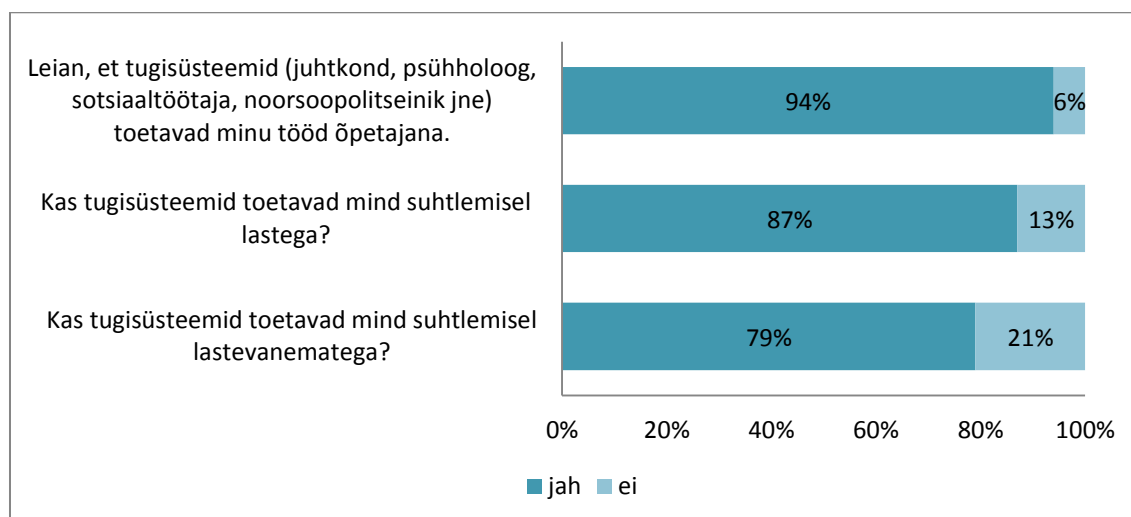 Leian, et tugisüsteemid (juhtkond, psühholoog,
sotsiaaltöötaja, noorsoopolitseinik jne)
toetavad minu tööd õpetajana.
94%
6%
Kas tugisüsteemid toetavad mind suhtlemisel
lastega?
87%
13%
Kas tugisüsteemid toetavad mind suhtlemisel
lastevanematega?
79%
21%
0% 20% 40% 60% 80% 100%
jah ei